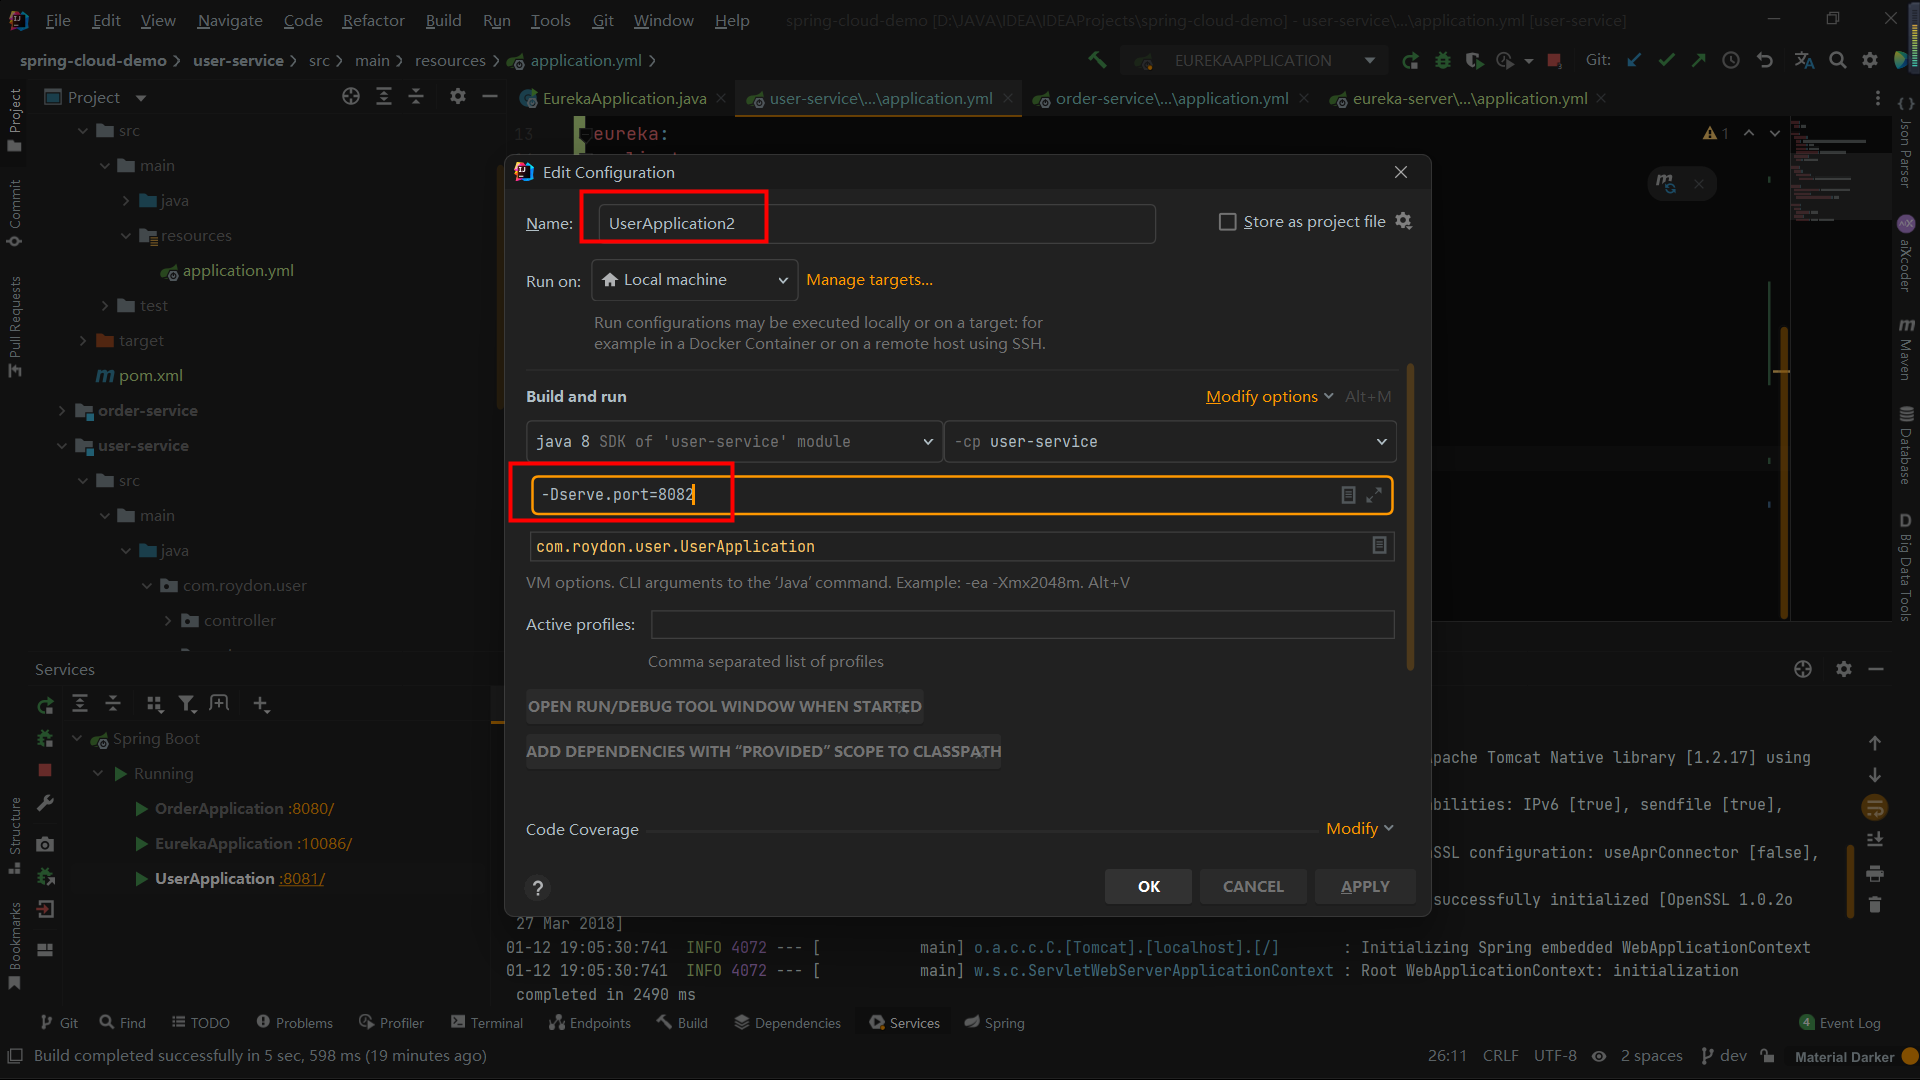 File Edit View Navigate Code Refactor Build Run Tools Git Window Help spring-cloud-demo [D:\JAVA\IDEA\IDEAProjects\spring-cloud-demo] - user-service\...\application.yml [user-service]
spring-cloud-demo user-service src main resources application.yml EUREKAAPPLICATION Git:
Project EurekaApplication.java user-service\...\application.yml order-service\...\application.yml eureka-server\...\application.yml
src
main
java
resources
application.yml
test
target
pom.xml
order-service
user-service
src
main
java
com.roydon.user
controller
13 eureka:
1
Edit Configuration
Name: UserApplication2 Store as project file
Run on: Local machine Manage targets...
Run configurations may be executed locally or on a target: for
example in a Docker Container or on a remote host using SSH.
Build and run Modify options Alt+M
java 8 SDK of 'user-service' module -cp user-service
-Dserve.port=8082
com.roydon.user.UserApplication
VM options. CLI arguments to the ‘Java’ command. Example: -ea -Xmx2048m. Alt+V
Active profiles:
Comma separated list of profiles
OPEN RUN/DEBUG TOOL WINDOW WHEN STARTED
ADD DEPENDENCIES WITH “PROVIDED” SCOPE TO CLASSPATH
Code Coverage Modify
? OK CANCEL APPLY
Project
Commit
Pull Requests
Structure
Bookmarks
Json Parser
aiXcoder
Maven
Database
D Big Data Tools
Services
Spring Boot
Running
OrderApplication :8080/
EurekaApplication :10086/
UserApplication :8081/
pache Tomcat Native library [1.2.17] using
bilities: IPv6 [true], sendfile [true],
SSL configuration: useAprConnector [false],
successfully initialized [OpenSSL 1.0.2o
27 Mar 2018]
01-12 19:05:30:741 INFO 4072 --- [ main] o.a.c.c.C.[Tomcat].[localhost].[/] : Initializing Spring embedded WebApplicationContext
01-12 19:05:30:741 INFO 4072 --- [ main] w.s.c.ServletWebServerApplicationContext : Root WebApplicationContext: initialization
completed in 2490 ms
Git Find TODO Problems Profiler Terminal Endpoints Build Dependencies Services Spring 4 Event Log
Build completed successfully in 5 sec, 598 ms (19 minutes ago) 26:11 CRLF UTF-8 2 spaces dev Material Darker